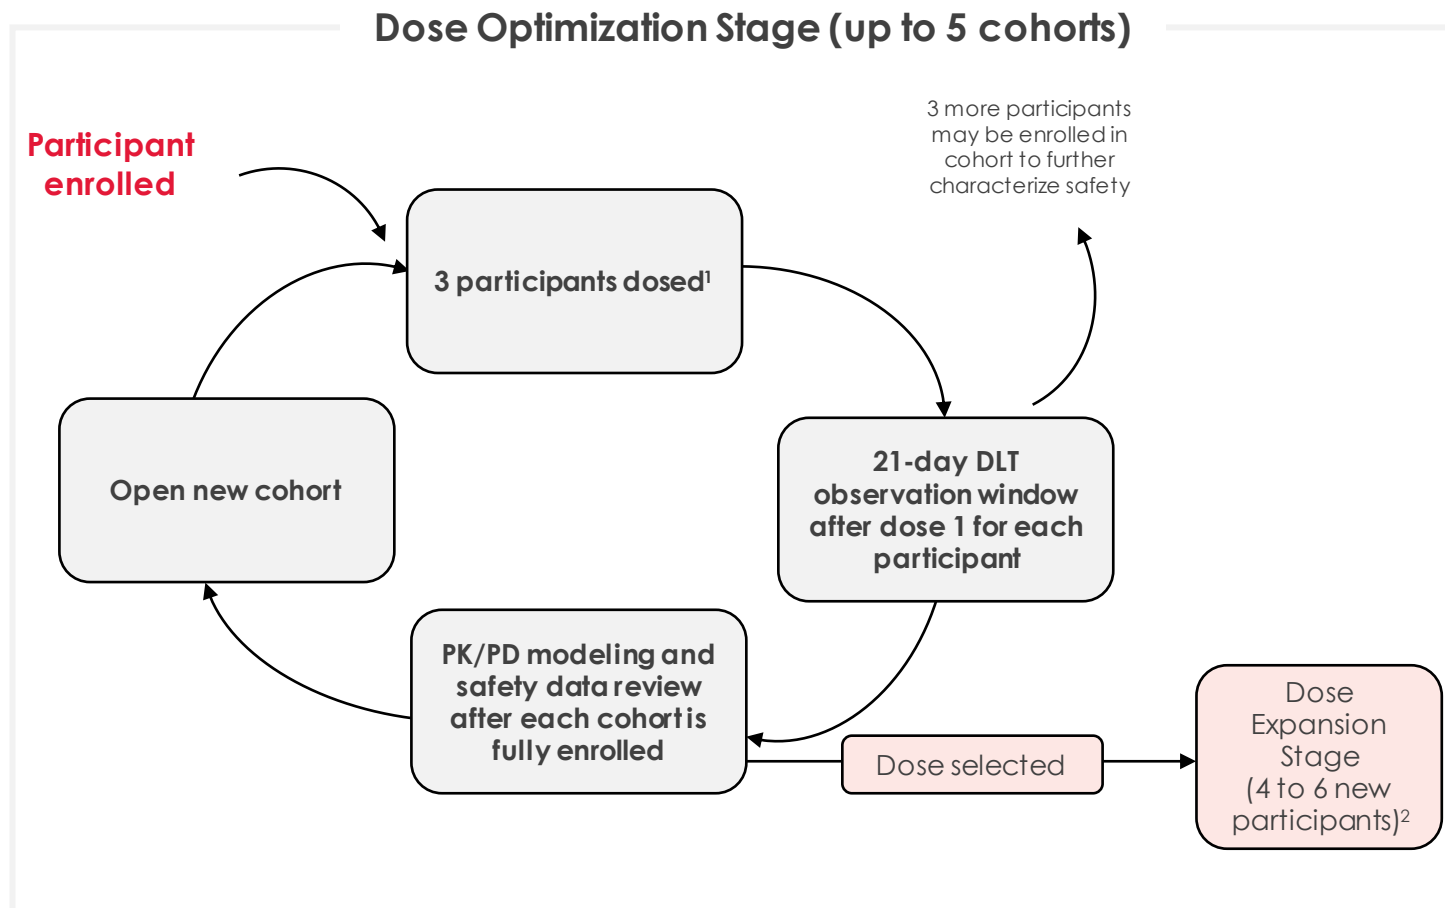 Dose Optimization Stage (up to 5 cohorts)
Participant
enrolled
3 more participants
may be enrolled in
cohort to further
characterize safety
3 participants dosed¹
21-day DLT
observation window
after dose 1 for each
participant
Open new cohort
PK/PD modeling and
safety data review
after each cohort is
fully enrolled
Dose selected
Dose
Expansion
Stage
(4 to 6 new
participants)²